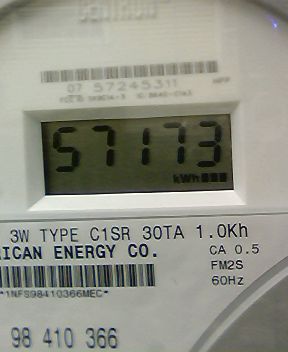 CENTRON
07 57245311
57173
kWh
3W TYPE C1SR 30TA 1.0Kh
ICAN ENERGY CO. CA 0.5
FM2S
60Hz
*1NFS98410366MEC*
98 410 366